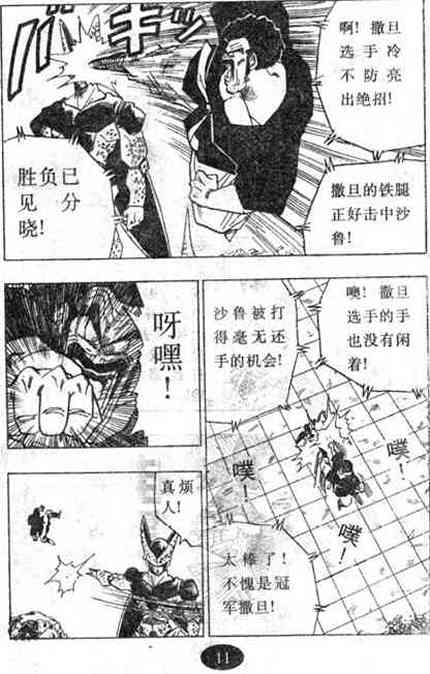 バキッ
啊！撒旦
选手冷
不防亮
出绝招！
撒旦的铁腿
正好击中沙
鲁！
胜负已
见分
晓！
噢！撒旦
选手的手
也没有闲
着！
沙鲁被打
得毫无还
手的机会！
呀嘿！
噗！
噗！
噗！
太棒了！
不愧是冠
军撒旦！
真烦
人！
11